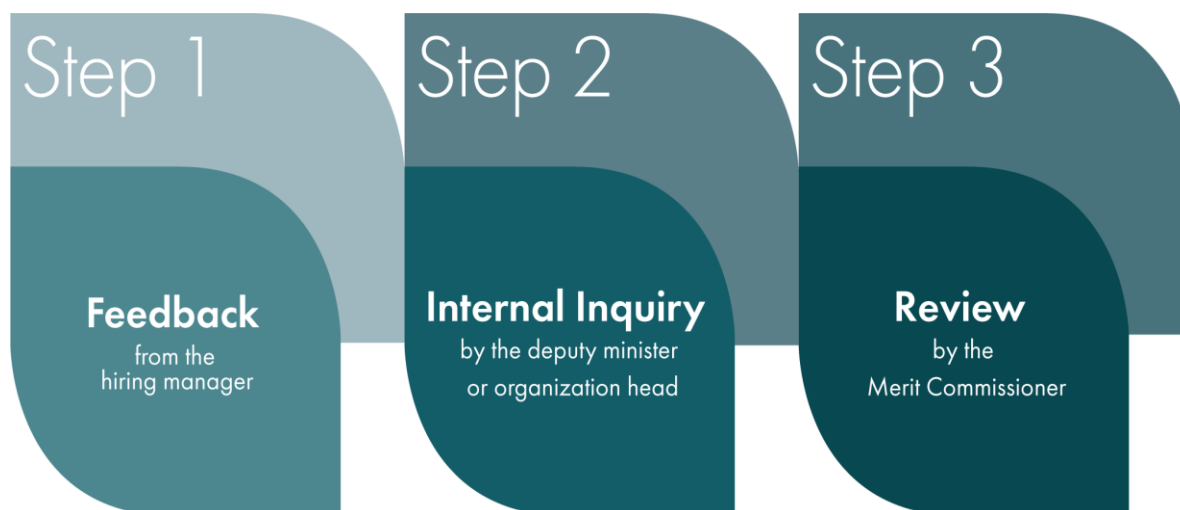 Step 1
Feedback
from the
hiring manager
Step 2
Internal Inquiry
by the deputy minister
or organization head
Step 3
Review
by the
Merit Commissioner